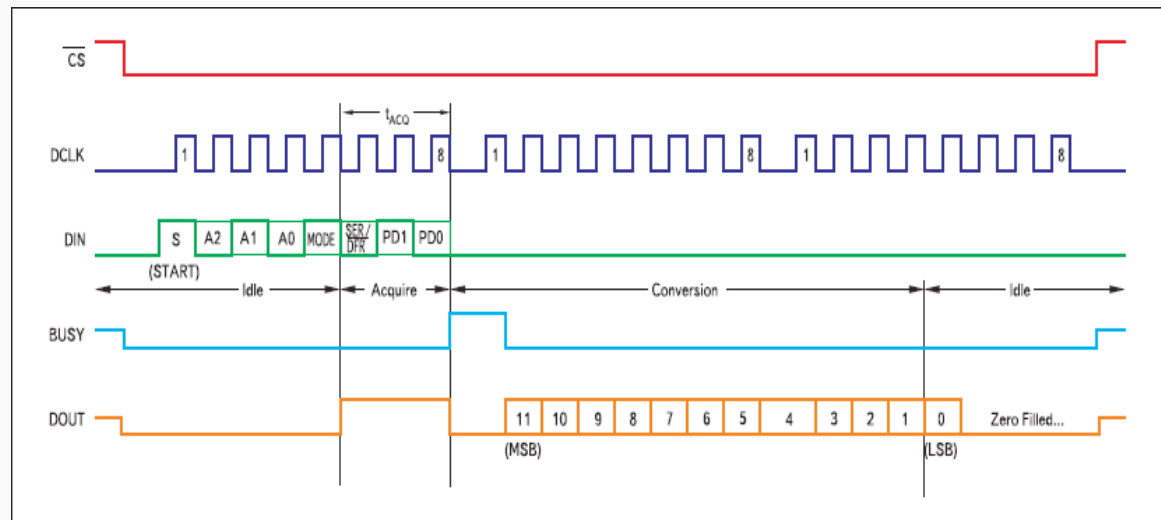 CS
tACQ
DCLK 1 8 1 8 1 8
DIN S A2 A1 A0 MODE SER/DFR PD1 PD0
(START)
Idle Acquire Conversion Idle
BUSY
DOUT 11 10 9 8 7 6 5 4 3 2 1 0 Zero Filled...
(MSB) (LSB)